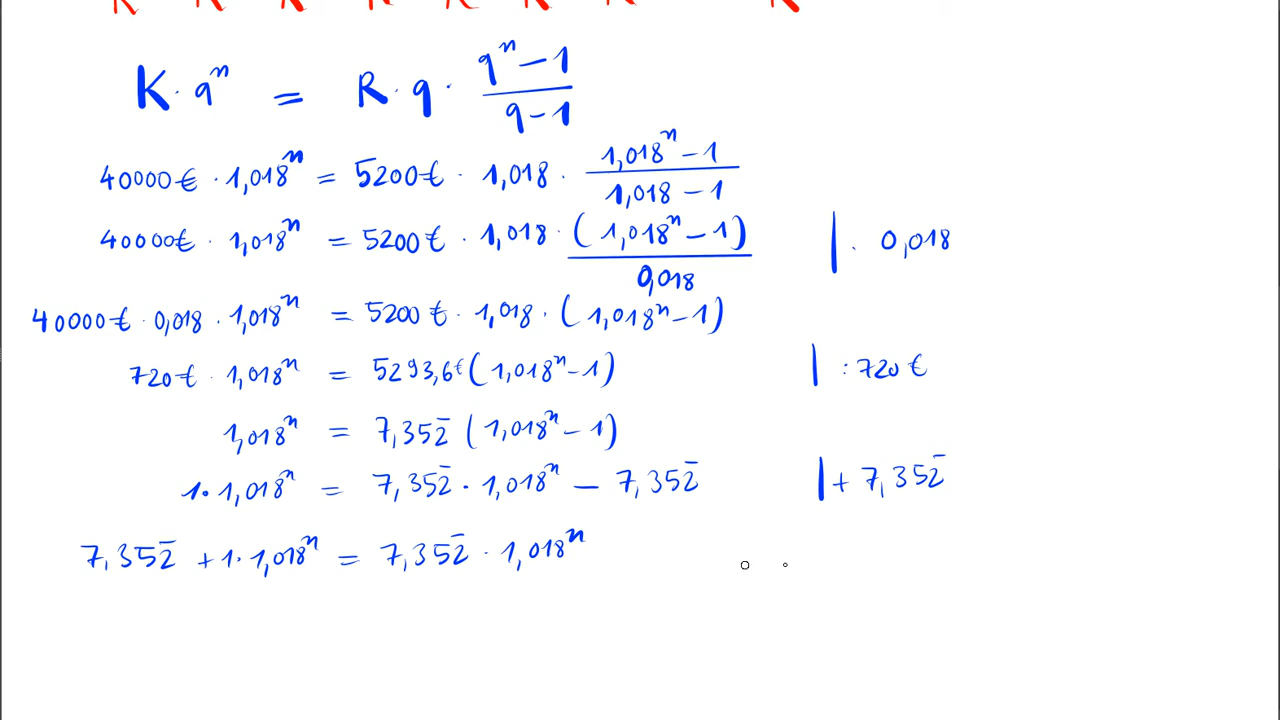 R R R R R R R R
K · q^n = R · q · (q^n − 1)/(q − 1)
40000€ · 1,018^n = 5200€ · 1,018 · (1,018^n − 1)/(1,018 − 1)
40000€ · 1,018^n = 5200€ · 1,018 · (1,018^n − 1)/0,018 | · 0,018
40000€ · 0,018 · 1,018^n = 5200€ · 1,018 · (1,018^n − 1)
720€ · 1,018^n = 5293,6€ (1,018^n − 1) | : 720€
1,018^n = 7,352̅ (1,018^n − 1)
1 · 1,018^n = 7,352̅ · 1,018^n − 7,352̅ | + 7,352̅
7,352̅ + 1 · 1,018^n = 7,352̅ · 1,018^n